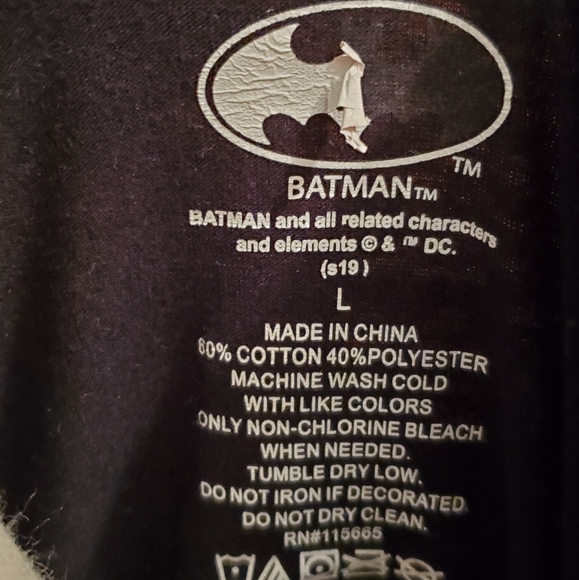 TM
BATMAN TM
BATMAN and all related characters
and elements © & ™ DC.
(s19)
L
MADE IN CHINA
60% COTTON 40%POLYESTER
MACHINE WASH COLD
WITH LIKE COLORS
ONLY NON-CHLORINE BLEACH
WHEN NEEDED.
TUMBLE DRY LOW.
DO NOT IRON IF DECORATED
DO NOT DRY CLEAN.
RN#115665